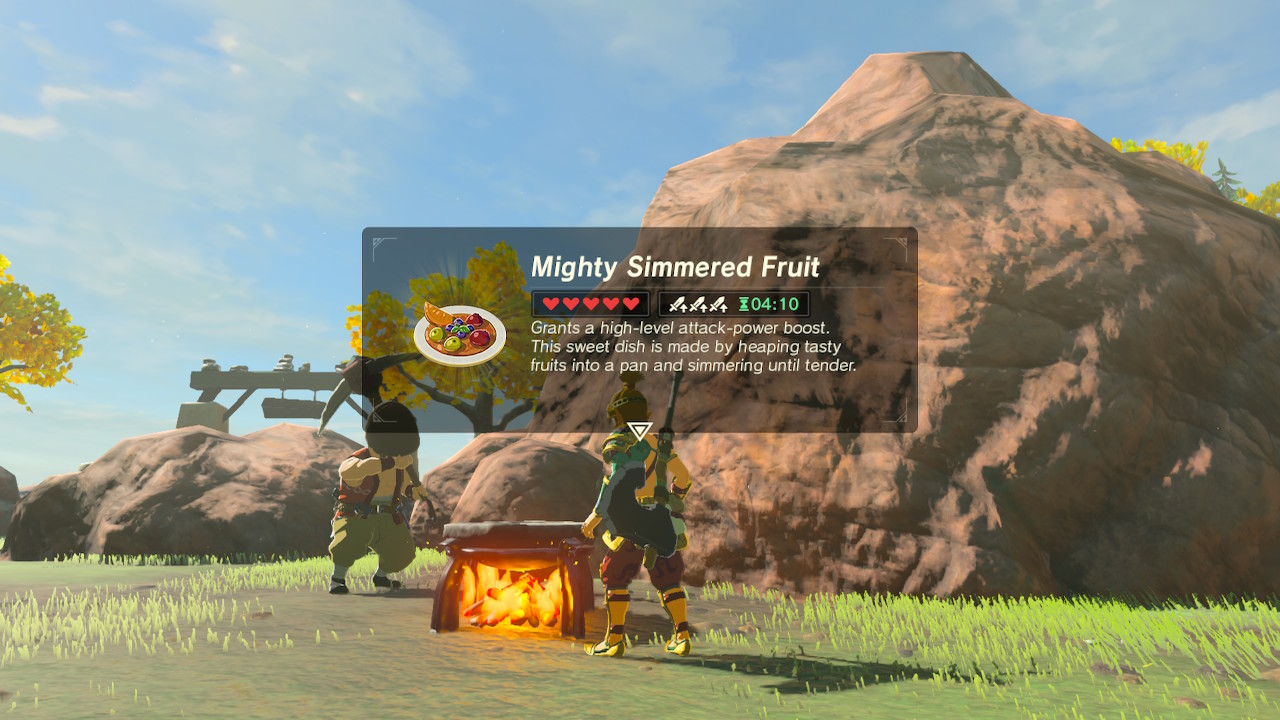 Mighty Simmered Fruit
04:10
Grants a high-level attack-power boost.
This sweet dish is made by heaping tasty
fruits into a pan and simmering until tender.